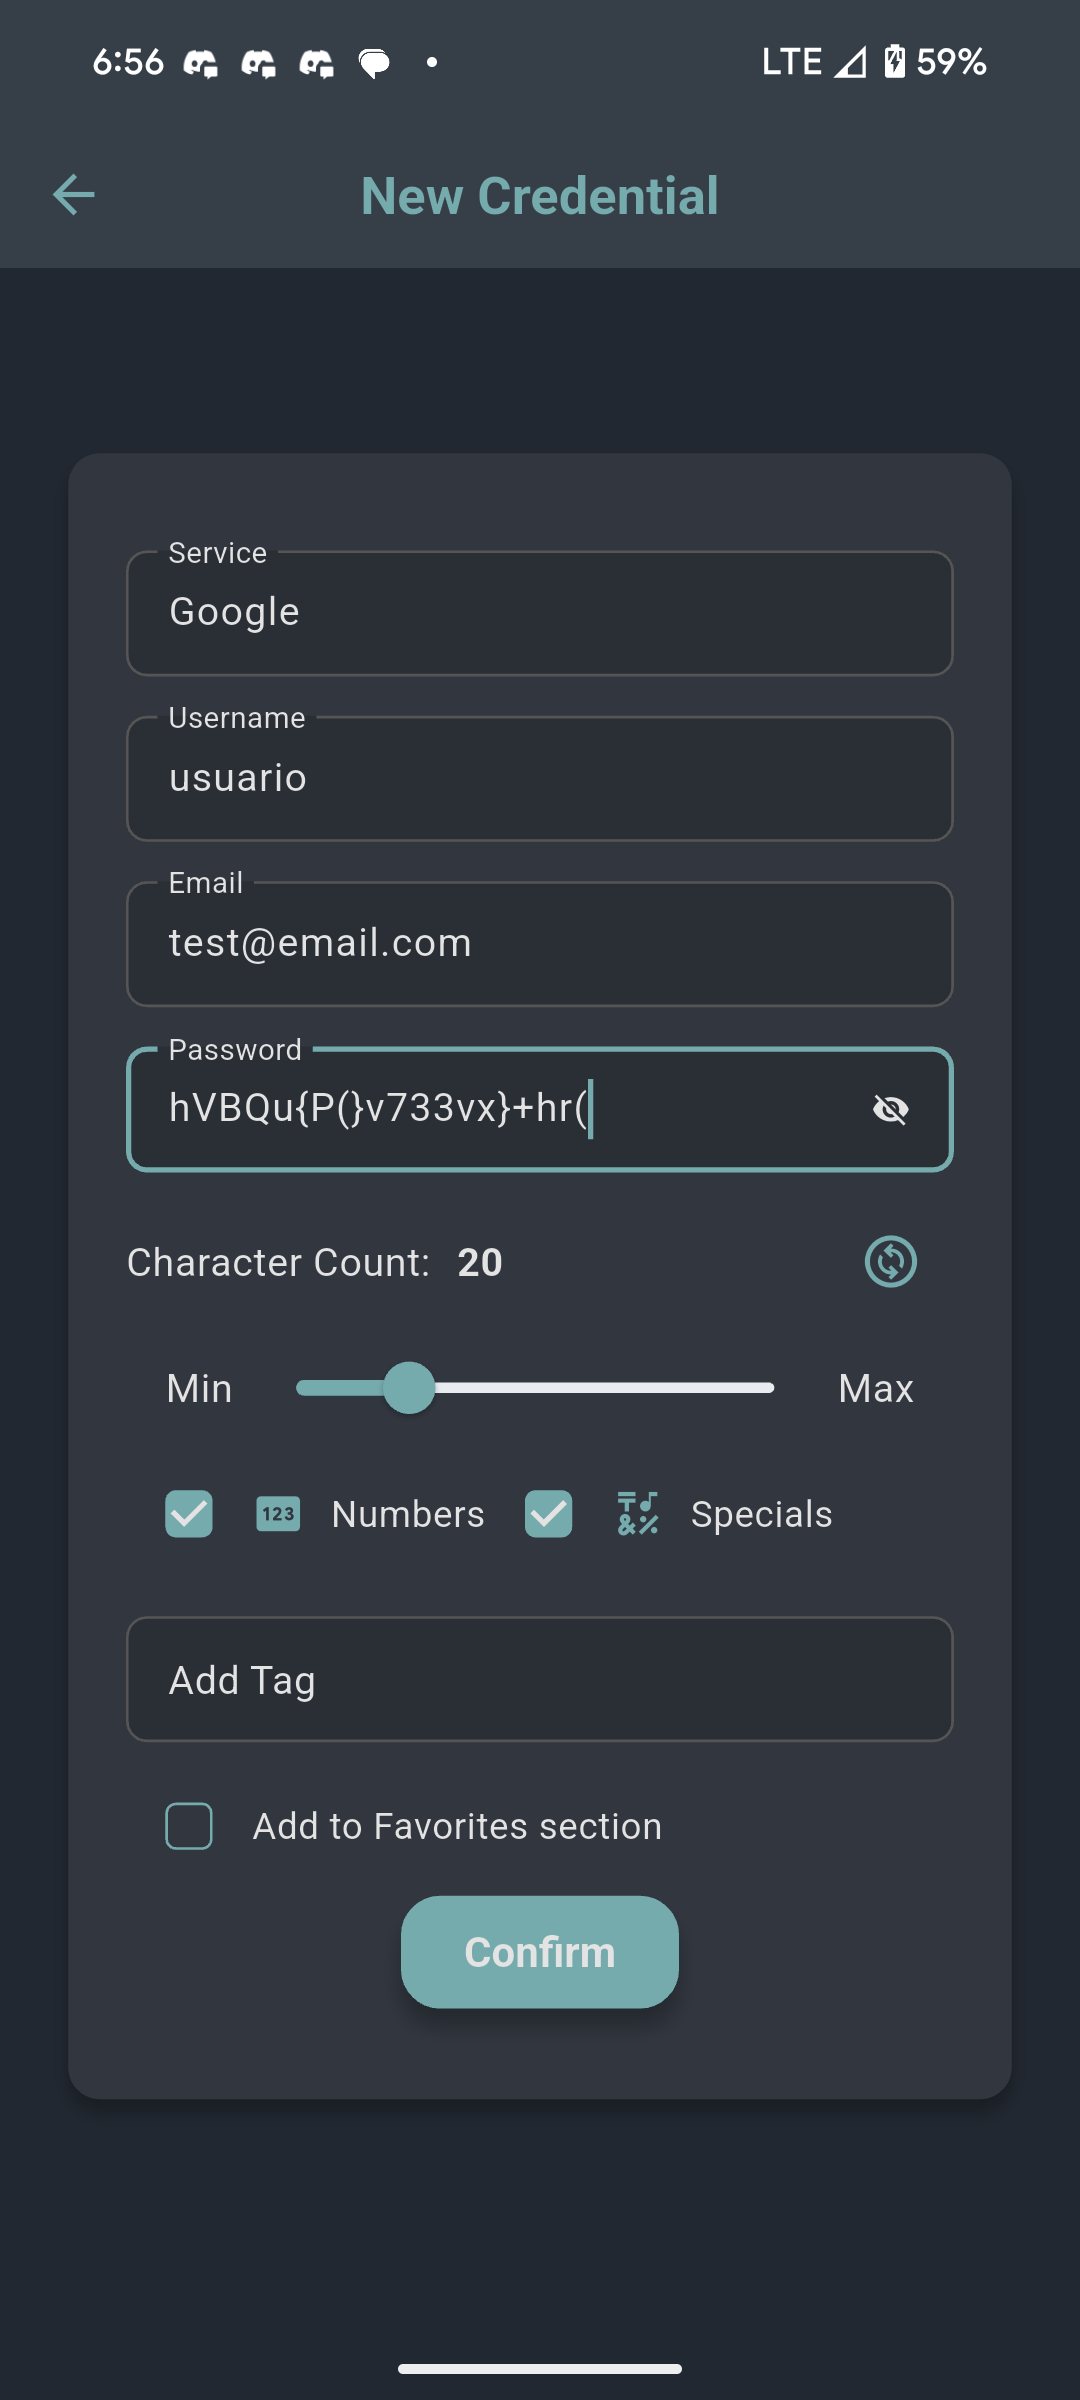 6:56 LTE 59%
New Credential
Service
Google
Username
usuario
Email
test@email.com
Password
hVBQu{P(}v733vx}+hr(
Character Count: 20
Min Max
123 Numbers Specials
Add Tag
Add to Favorites section
Confirm